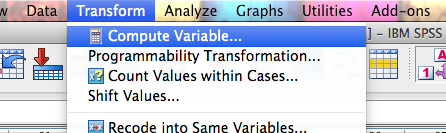 w Data Transform Analyze Graphs Utilities Add-ons
Compute Variable...
] – IBM SPSS
Programmability Transformation...
Count Values within Cases...
Shift Values...
A
1
Recode into Same Variables...